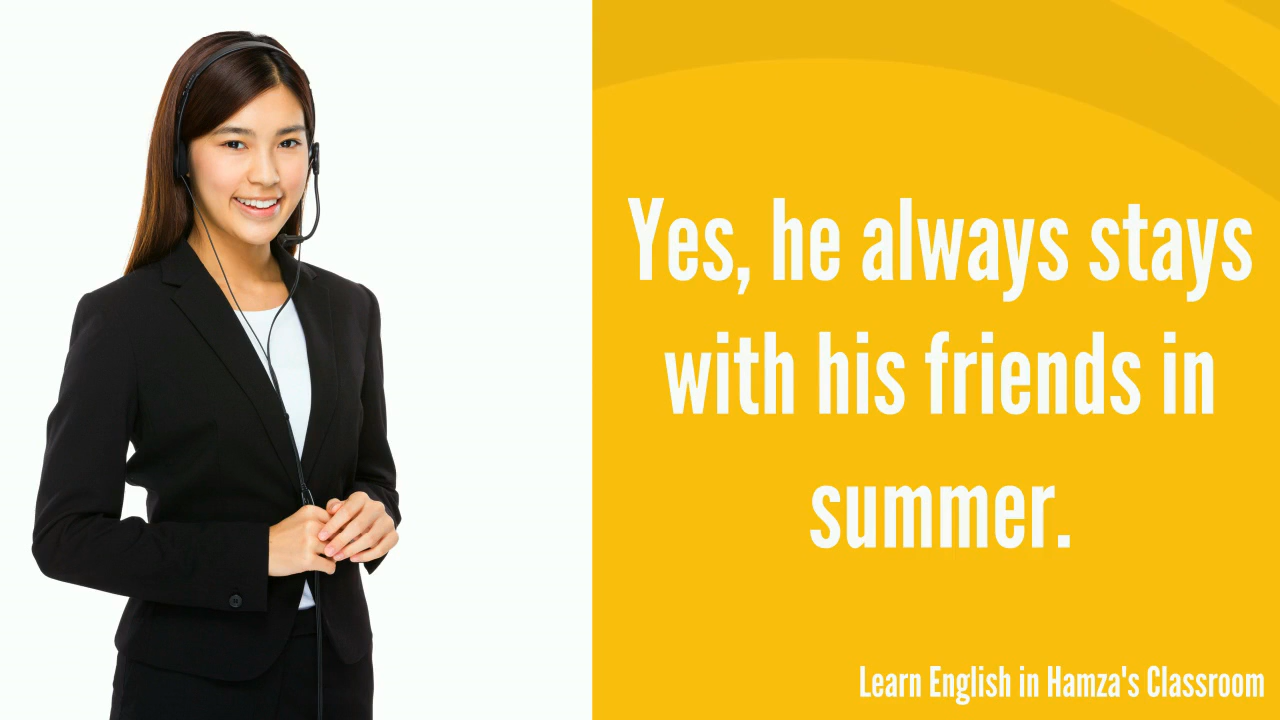 Yes, he always stays
with his friends in
summer.
Learn English in Hamza's Classroom